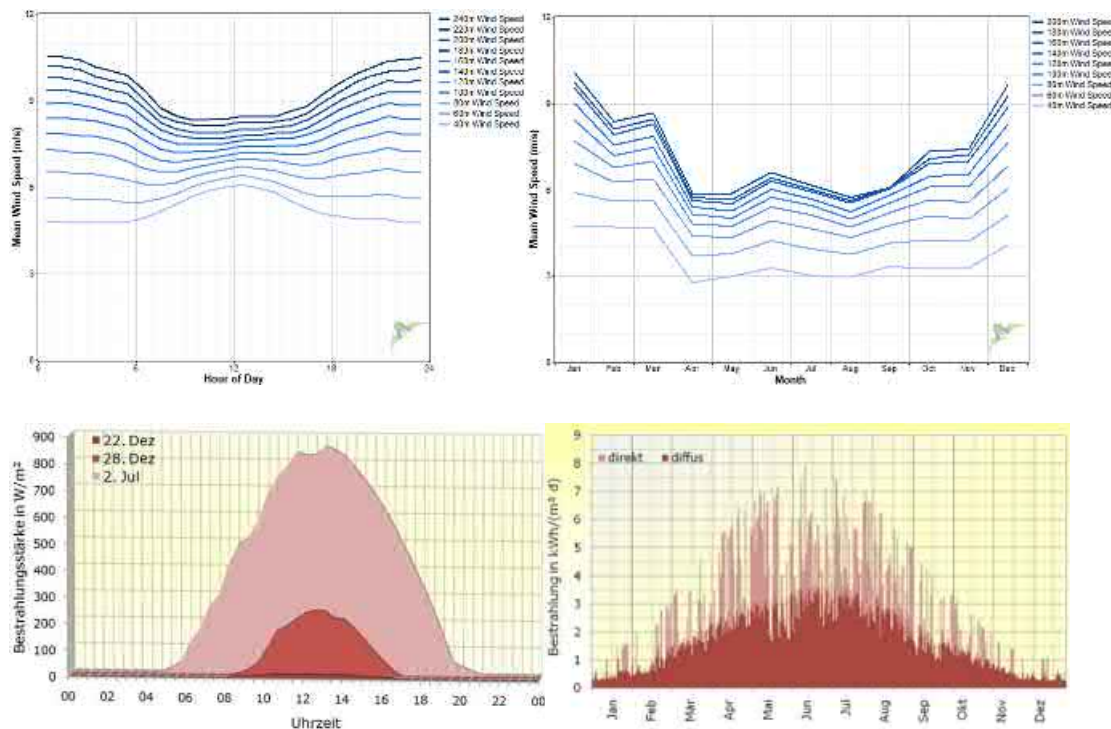 12
9
6
3
0
Mean Wind Speed (m/s)
0 6 12 18 24
Hour of Day
240m Wind Speed
220m Wind Speed
200m Wind Speed
180m Wind Speed
160m Wind Speed
140m Wind Speed
120m Wind Speed
100m Wind Speed
80m Wind Speed
60m Wind Speed
40m Wind Speed
12
9
6
3
0
Mean Wind Speed (m/s)
Jan Feb Mar Apr May Jun Jul Aug Sep Oct Nov Dec
Month
200m Wind Speed
180m Wind Speed
160m Wind Speed
140m Wind Speed
120m Wind Speed
100m Wind Speed
80m Wind Speed
60m Wind Speed
40m Wind Speed
900
800
700
600
500
400
300
200
100
0
Bestrahlungsstärke in W/m²
22. Dez
28. Dez
2. Jul
00 02 04 06 08 10 12 14 16 18 20 22 00
Uhrzeit
9
8
7
6
5
4
3
2
1
0
Bestrahlung in kWh/(m² d)
direkt diffus
Jan Feb Mär Apr Mai Jun Jul Aug Sep Okt Nov Dez